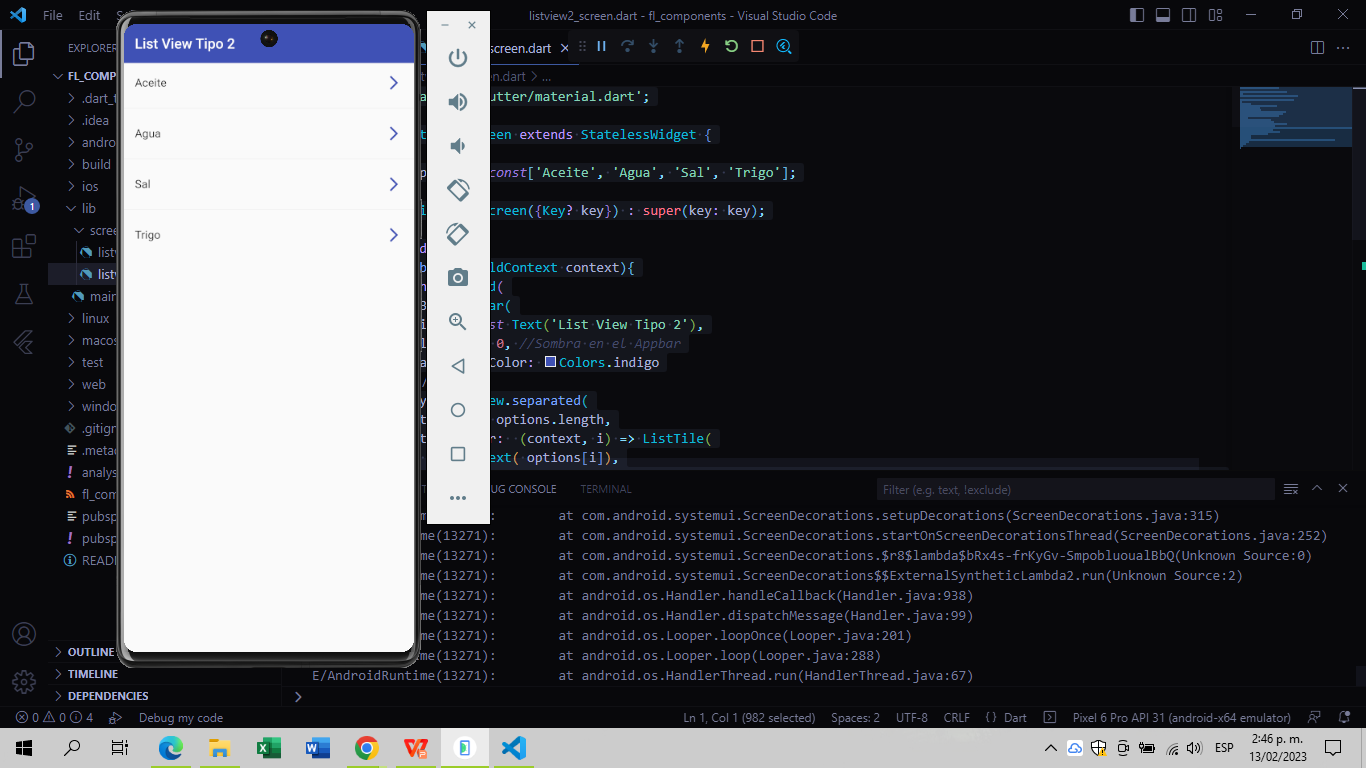 File Edit Se
listview2_screen.dart - fl_components - Visual Studio Code
EXPLORER
screen.dart
FL_COMP
.dart_t
.idea
androi
build
ios
lib
scree
listv
listv
main
linux
macos
test
web
windo
.gitign
.metad
analys
fl_com
pubsp
pubsp
READ
OUTLINE
TIMELINE
DEPENDENCIES
1
List View Tipo 2
Aceite
Agua
Sal
Trigo
screen.dart > ...
utter/material.dart';
een extends StatelessWidget {
const['Aceite', 'Agua', 'Sal', 'Trigo'];
creen({Key? key}) : super(key: key);
ldContext context){
d(
ar(
st Text('List View Tipo 2'),
0, //Sombra en el Appbar
Color: Colors.indigo
ew.separated(
options.length,
r: (context, i) => ListTile(
ext( options[i]),
UG CONSOLE TERMINAL
Filter (e.g. text, !exclude)
me(13271): at com.android.systemui.ScreenDecorations.setupDecorations(ScreenDecorations.java:315)
me(13271): at com.android.systemui.ScreenDecorations.startOnScreenDecorationsThread(ScreenDecorations.java:252)
me(13271): at com.android.systemui.ScreenDecorations.$r8$lambda$bRx4s-frKyGv-SmpobluoualBbQ(Unknown Source:0)
me(13271): at com.android.systemui.ScreenDecorations$$ExternalSyntheticLambda2.run(Unknown Source:2)
me(13271): at android.os.Handler.handleCallback(Handler.java:938)
me(13271): at android.os.Handler.dispatchMessage(Handler.java:99)
me(13271): at android.os.Looper.loopOnce(Looper.java:201)
me(13271): at android.os.Looper.loop(Looper.java:288)
E/AndroidRuntime(13271): at android.os.HandlerThread.run(HandlerThread.java:67)
0 0 4 Debug my code
Ln 1, Col 1 (982 selected) Spaces: 2 UTF-8 CRLF {} Dart Pixel 6 Pro API 31 (android-x64 emulator)
ESP
2:46 p. m.
13/02/2023